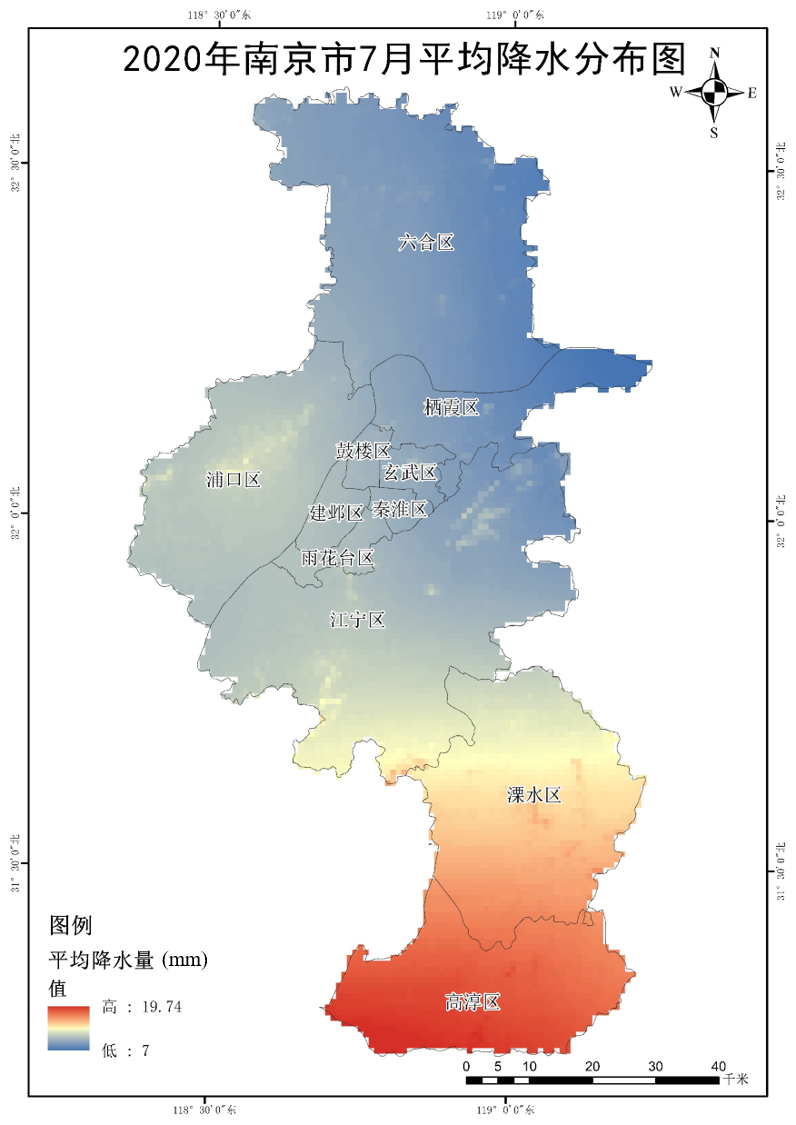 118° 30′0″东
119° 0′0″东
2020年南京市7月平均降水分布图
N
W
E
S
32° 30′0″北
32° 30′0″北
六合区
栖霞区
鼓楼区
玄武区
浦口区
建邺区
秦淮区
32° 0′0″北
32° 0′0″北
雨花台区
江宁区
溧水区
31° 30′0″北
31° 30′0″北
图例
平均降水量 (mm)
值
高 : 19.74
低 : 7
高淳区
0 5 10 20 30 40
千米
118° 30′0″东
119° 0′0″东